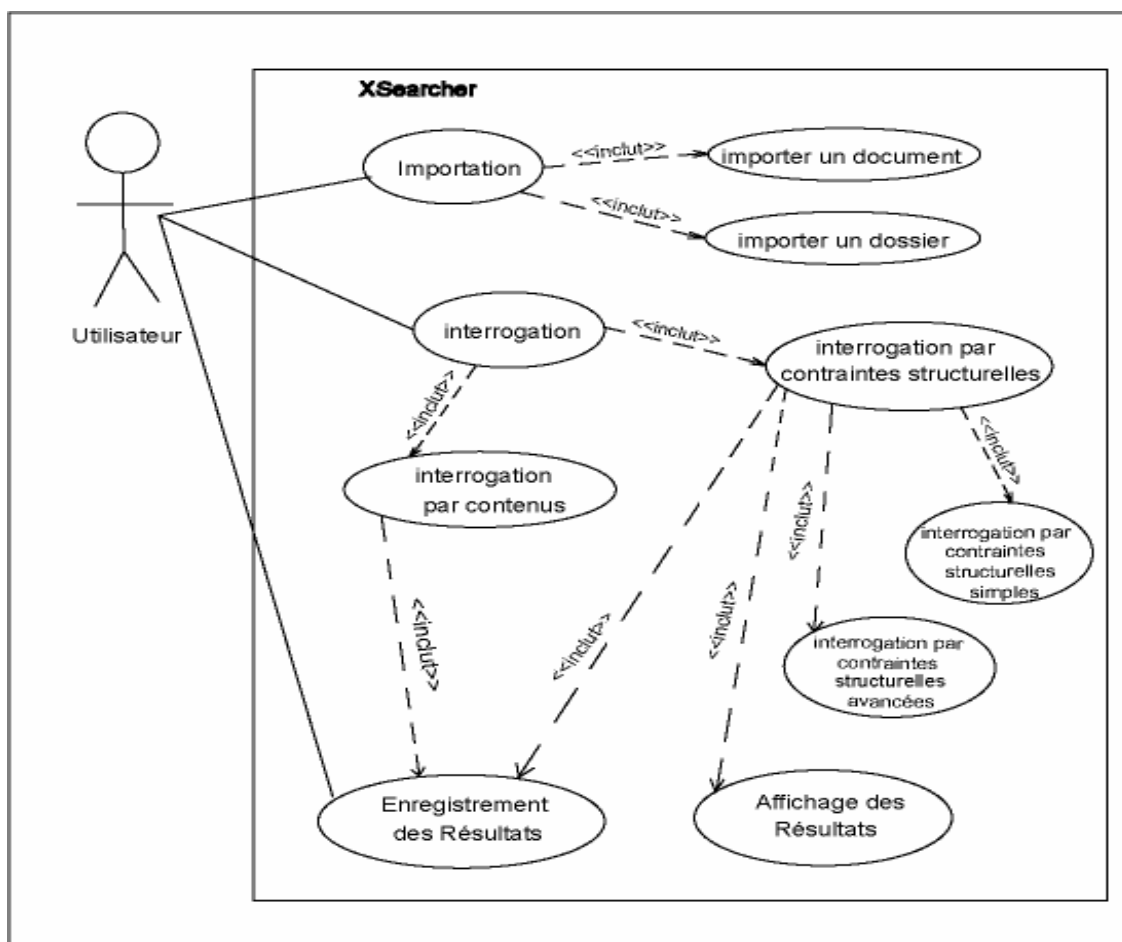 XSearcher
Importation
<<inclut>>
importer un document
<<inclut>>
importer un dossier
Utilisateur
interrogation
<<inclut>>
interrogation par
contraintes structurelles
<<inclut>>
interrogation
par contenus
<<inclut>>
interrogation par
contraintes
structurelles
simples
<<inclut>>
interrogation par
contraintes
structurelles
avancées
<<inclut>>
<<inclut>>
<<inclut>>
Enregistrement
des Résultats
Affichage des
Résultats